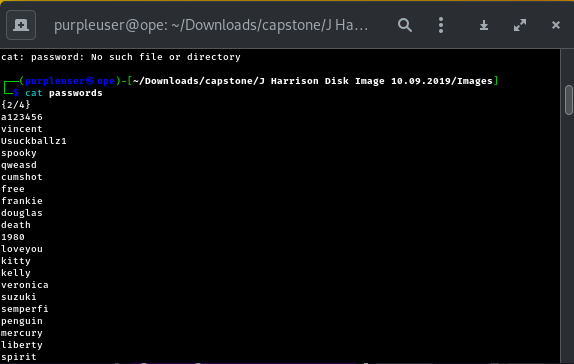 purpleuser@ope: ~/Downloads/capstone/J Ha...
cat: password: No such file or directory
┌──(purpleuser㉿ope)-[~/Downloads/capstone/J Harrison Disk Image 10.09.2019/Images]
└─$ cat passwords
{2/4}
a123456
vincent
Usuckballz1
spooky
qweasd
cumshot
free
frankie
douglas
death
1980
loveyou
kitty
kelly
veronica
suzuki
semperfi
penguin
mercury
liberty
spirit